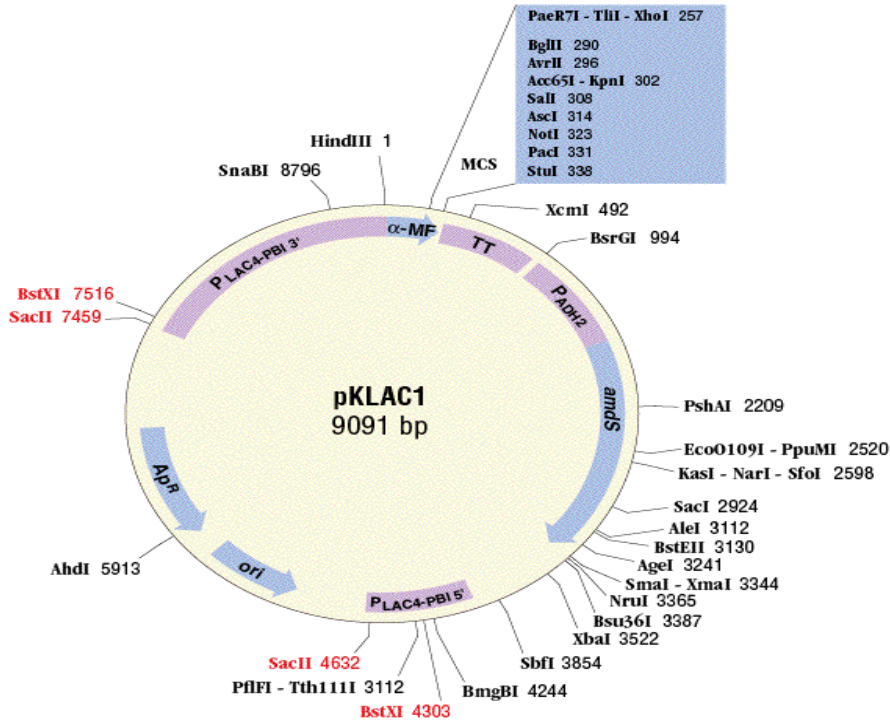 PaeR7I - TliI - XhoI 257
BglII 290
AvrII 296
Acc65I - KpnI 302
SalI 308
AscI 314
NotI 323
PacI 331
StuI 338
MCS
HindIII 1
SnaBI 8796
XcmI 492
BsrGI 994
α-MF
TT
PLAC4-PBI 3'
PADH2
BstXI 7516
SacII 7459
pKLAC1
9091 bp
amdS
PshAI 2209
EcoO109I - PpuMI 2520
KasI - NarI - SfoI 2598
SacI 2924
AleI 3112
BstEII 3130
AgeI 3241
SmaI - XmaI 3344
NruI 3365
Bsu36I 3387
XbaI 3522
SbfI 3854
BmgBI 4244
BstXI 4303
PflFI - Tth111I 3112
SacII 4632
PLAC4-PBI 5'
ori
AhdI 5913
ApR